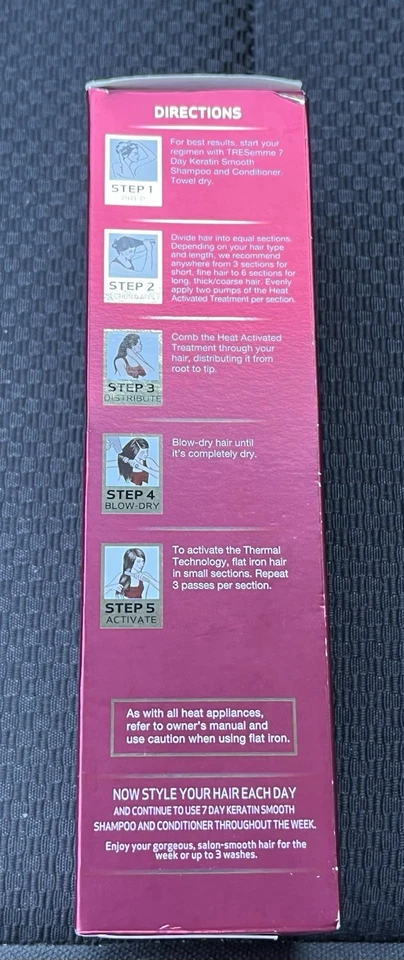 DIRECTIONS
STEP 1
PREP
For best results, start your
regimen with TRESemme 7
Day Keratin Smooth
Shampoo and Conditioner.
Towel dry.
STEP 2
Divide hair into equal sections.
Depending on your hair type
and length, we recommend
anywhere from 3 sections for
short, fine hair to 6 sections for
long, thick/coarse hair. Evenly
apply two pumps of the Heat
Activated Treatment per section.
STEP 3
DISTRIBUTE
Comb the Heat Activated
Treatment through your
hair, distributing it from
root to tip.
STEP 4
BLOW-DRY
Blow-dry hair until
it's completely dry.
STEP 5
ACTIVATE
To activate the Thermal
Technology, flat iron hair
in small sections. Repeat
3 passes per section.
As with all heat appliances,
refer to owner's manual and
use caution when using flat iron.
NOW STYLE YOUR HAIR EACH DAY
AND CONTINUE TO USE 7 DAY KERATIN SMOOTH
SHAMPOO AND CONDITIONER THROUGHOUT THE WEEK.
Enjoy your gorgeous, salon-smooth hair for the
week or up to 3 washes.